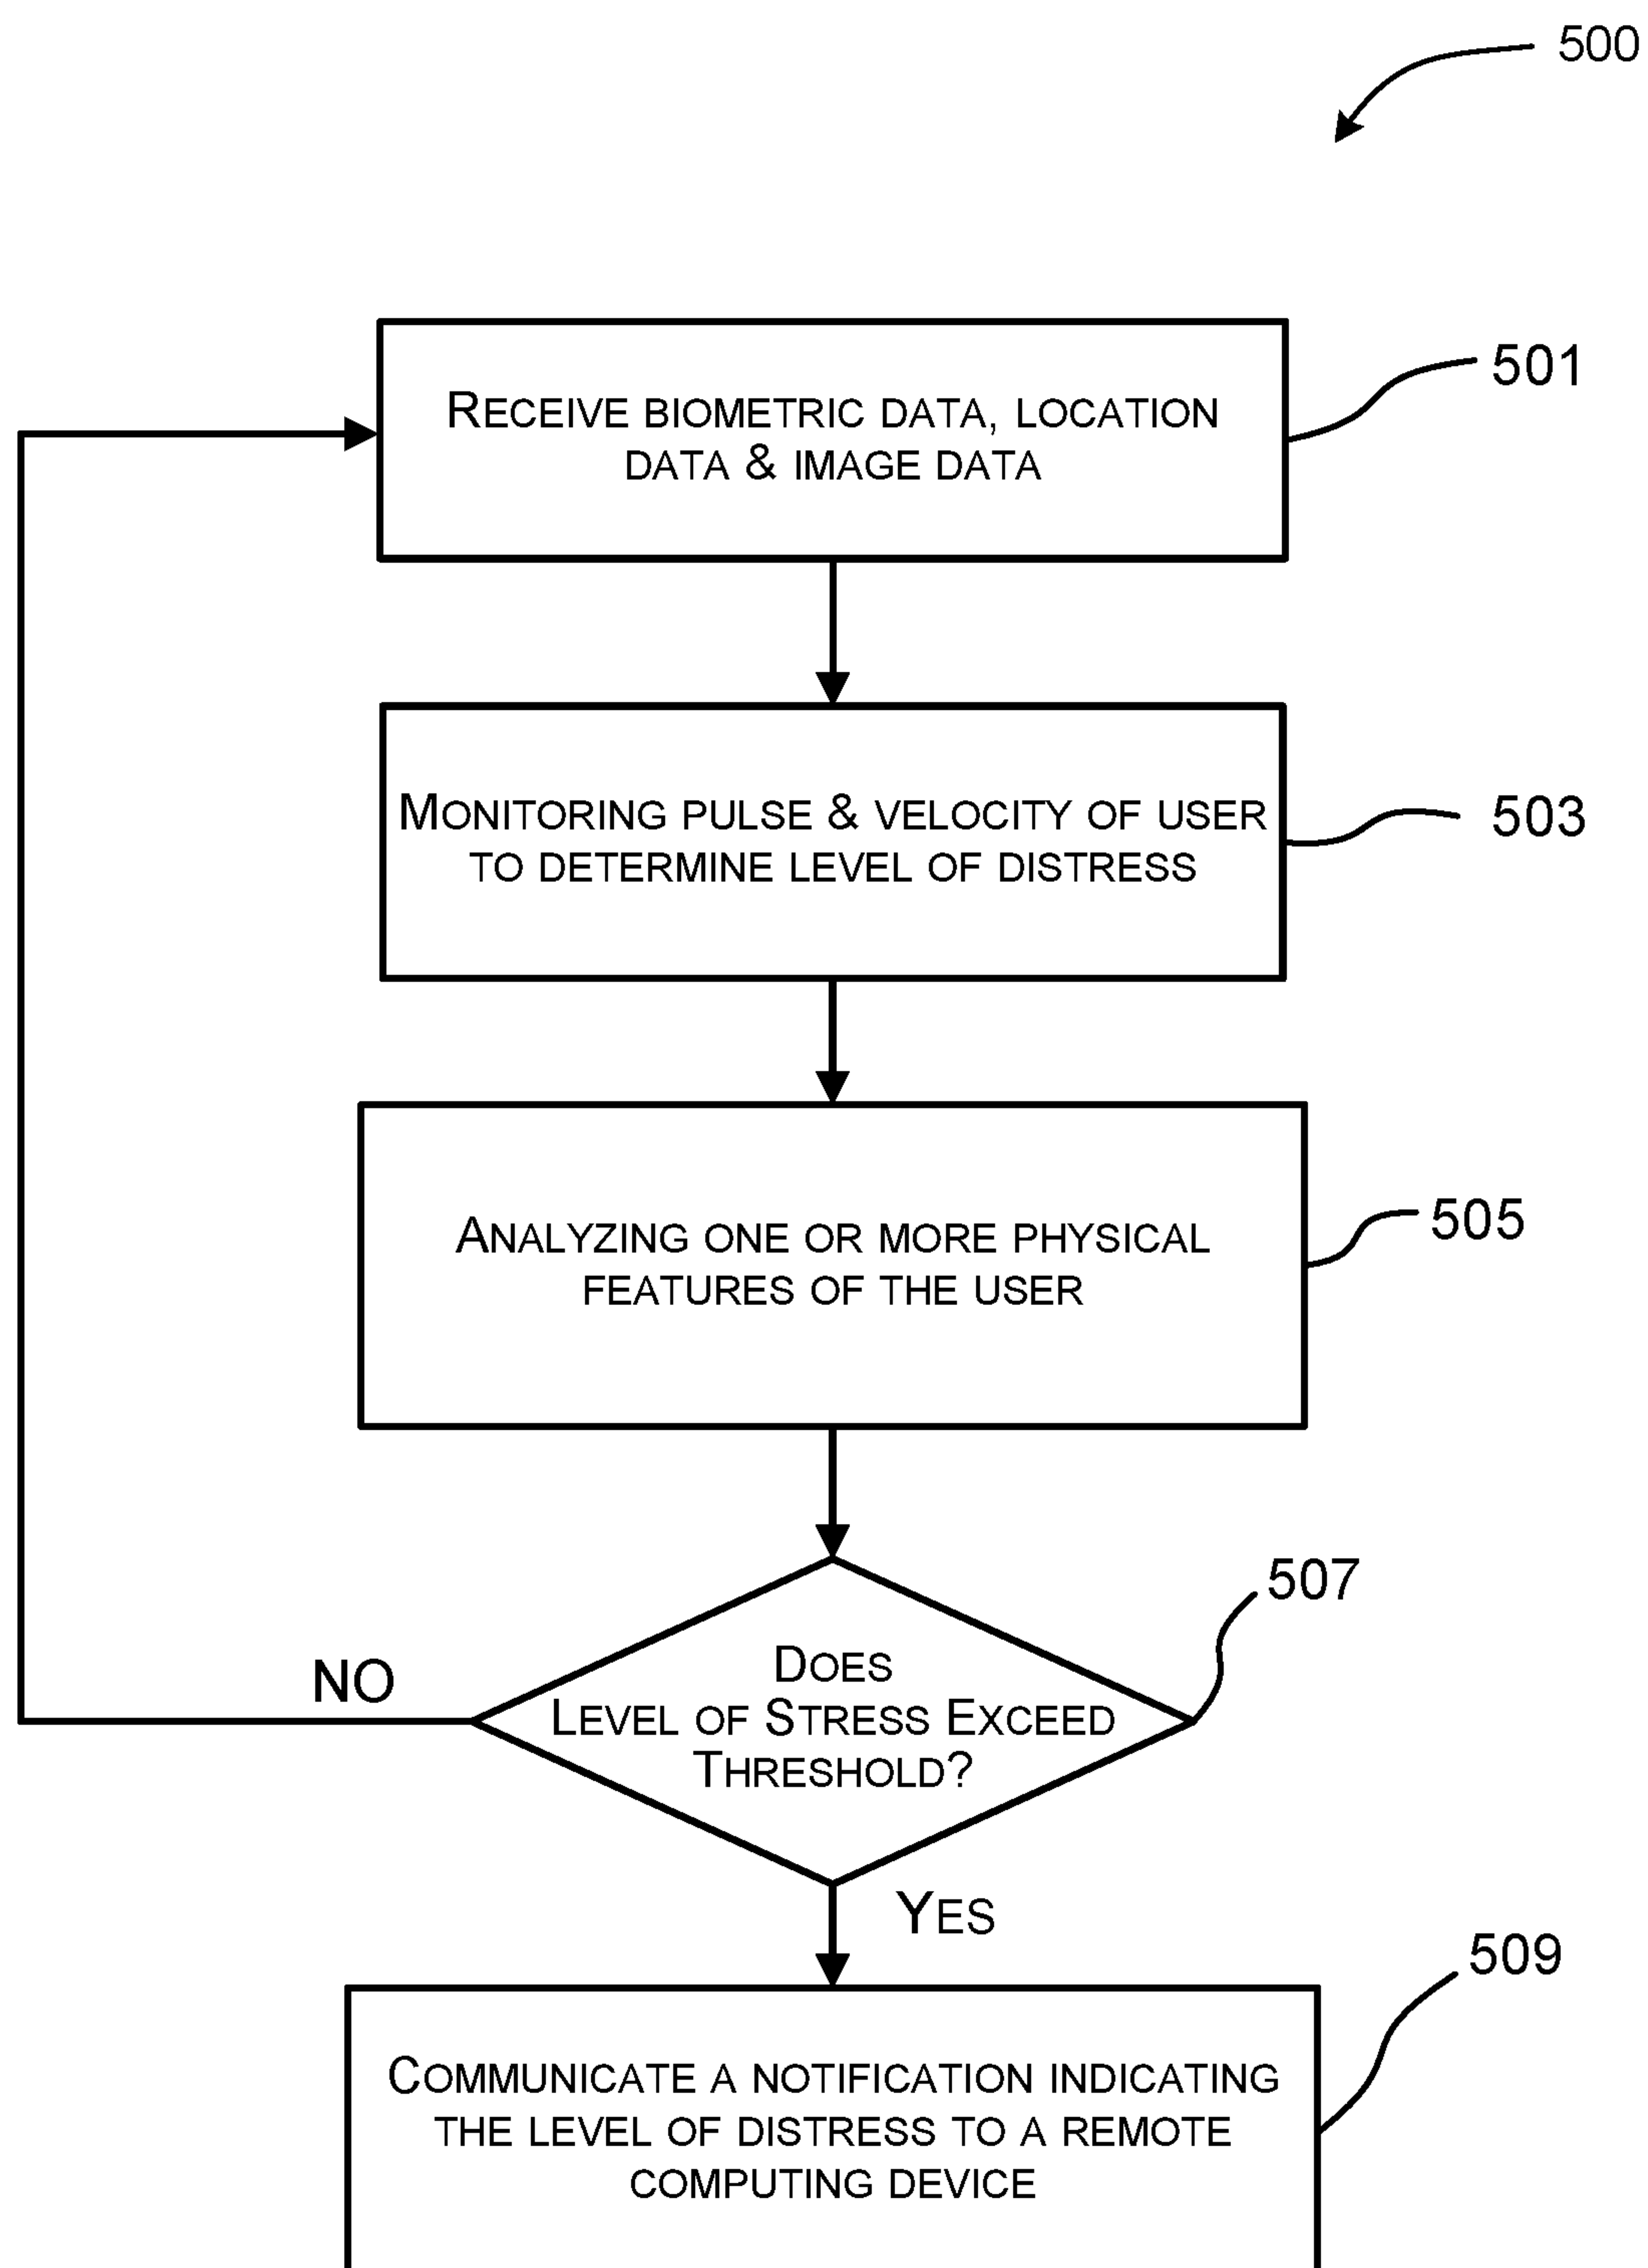 500
RECEIVE BIOMETRIC DATA, LOCATION
DATA & IMAGE DATA
501
MONITORING PULSE & VELOCITY OF USER
TO DETERMINE LEVEL OF DISTRESS
503
ANALYZING ONE OR MORE PHYSICAL
FEATURES OF THE USER
505
507
DOES
LEVEL OF STRESS EXCEED
THRESHOLD?
NO
YES
509
COMMUNICATE A NOTIFICATION INDICATING
THE LEVEL OF DISTRESS TO A REMOTE
COMPUTING DEVICE